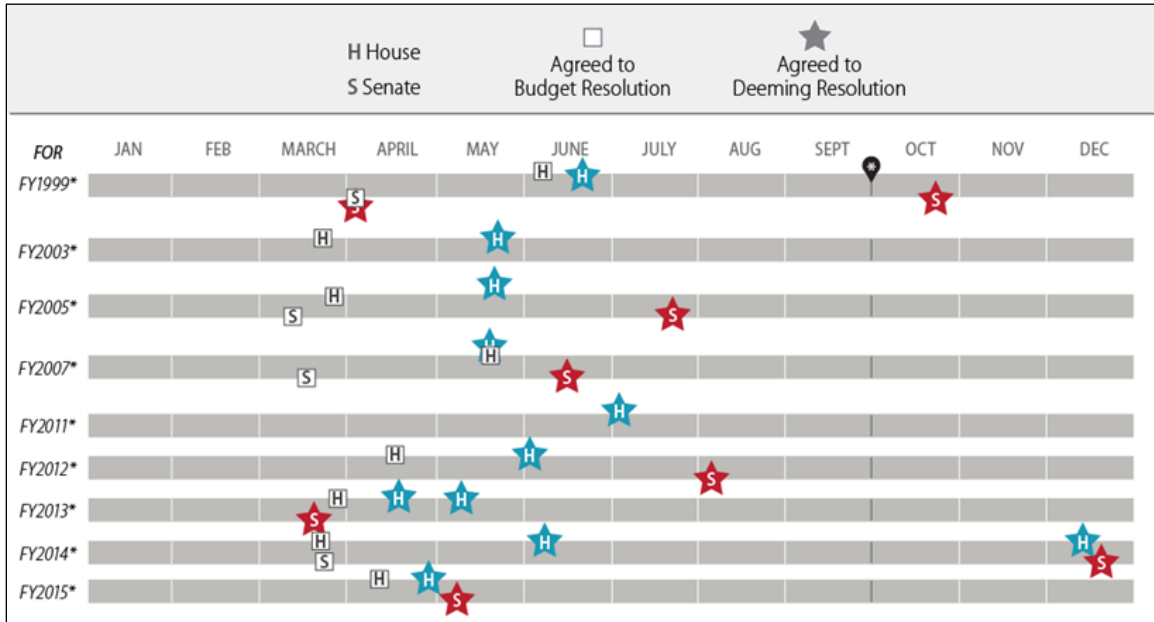 H House
S Senate
Agreed to
Budget Resolution
Agreed to
Deeming Resolution
FOR JAN FEB MARCH APRIL MAY JUNE JULY AUG SEPT OCT NOV DEC
*
FY1999* H H
S S S
FY2003* H H
FY2005* H H
S S
FY2007* H H
S S
FY2011* H
FY2012* H H
S
FY2013* H H H
S
FY2014* H H H
S S
FY2015* H H
S